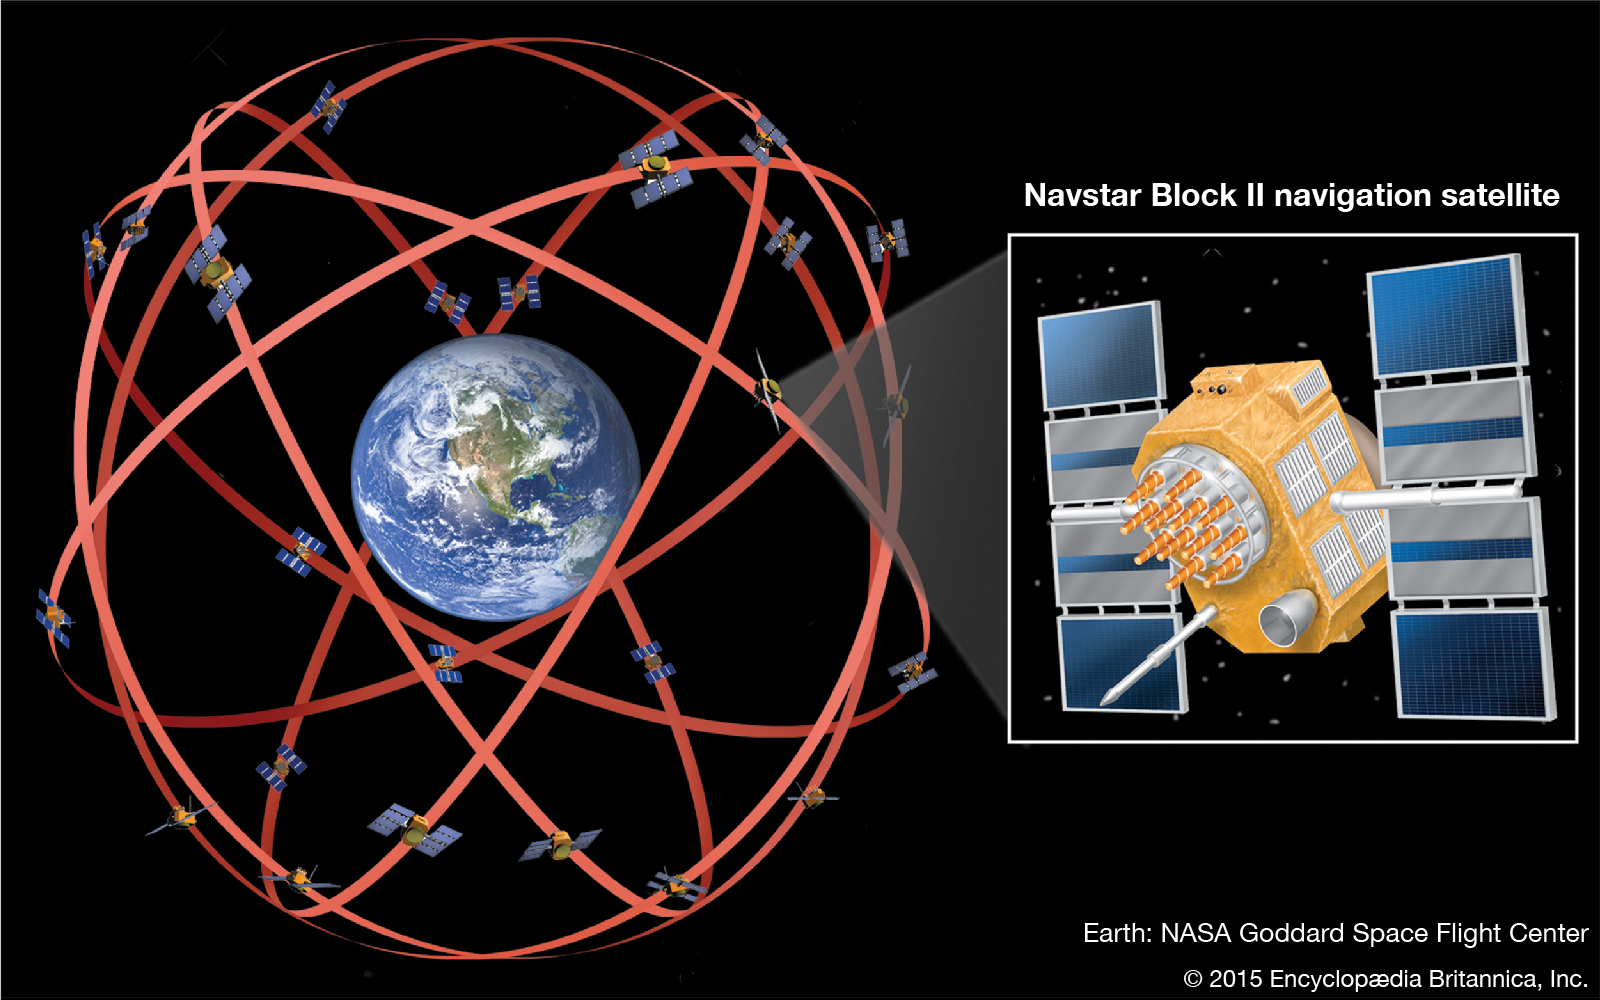 Navstar Block II navigation satellite
Earth: NASA Goddard Space Flight Center
© 2015 Encyclopædia Britannica, Inc.